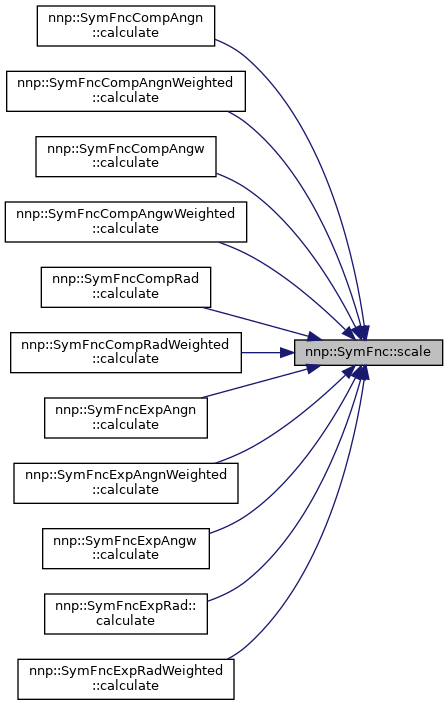 nnp::SymFncCompAngn
::calculate
nnp::SymFncCompAngnWeighted
::calculate
nnp::SymFncCompAngw
::calculate
nnp::SymFncCompAngwWeighted
::calculate
nnp::SymFncCompRad
::calculate
nnp::SymFncCompRadWeighted
::calculate
nnp::SymFnc::scale
nnp::SymFncExpAngn
::calculate
nnp::SymFncExpAngnWeighted
::calculate
nnp::SymFncExpAngw
::calculate
nnp::SymFncExpRad::
calculate
nnp::SymFncExpRadWeighted
::calculate